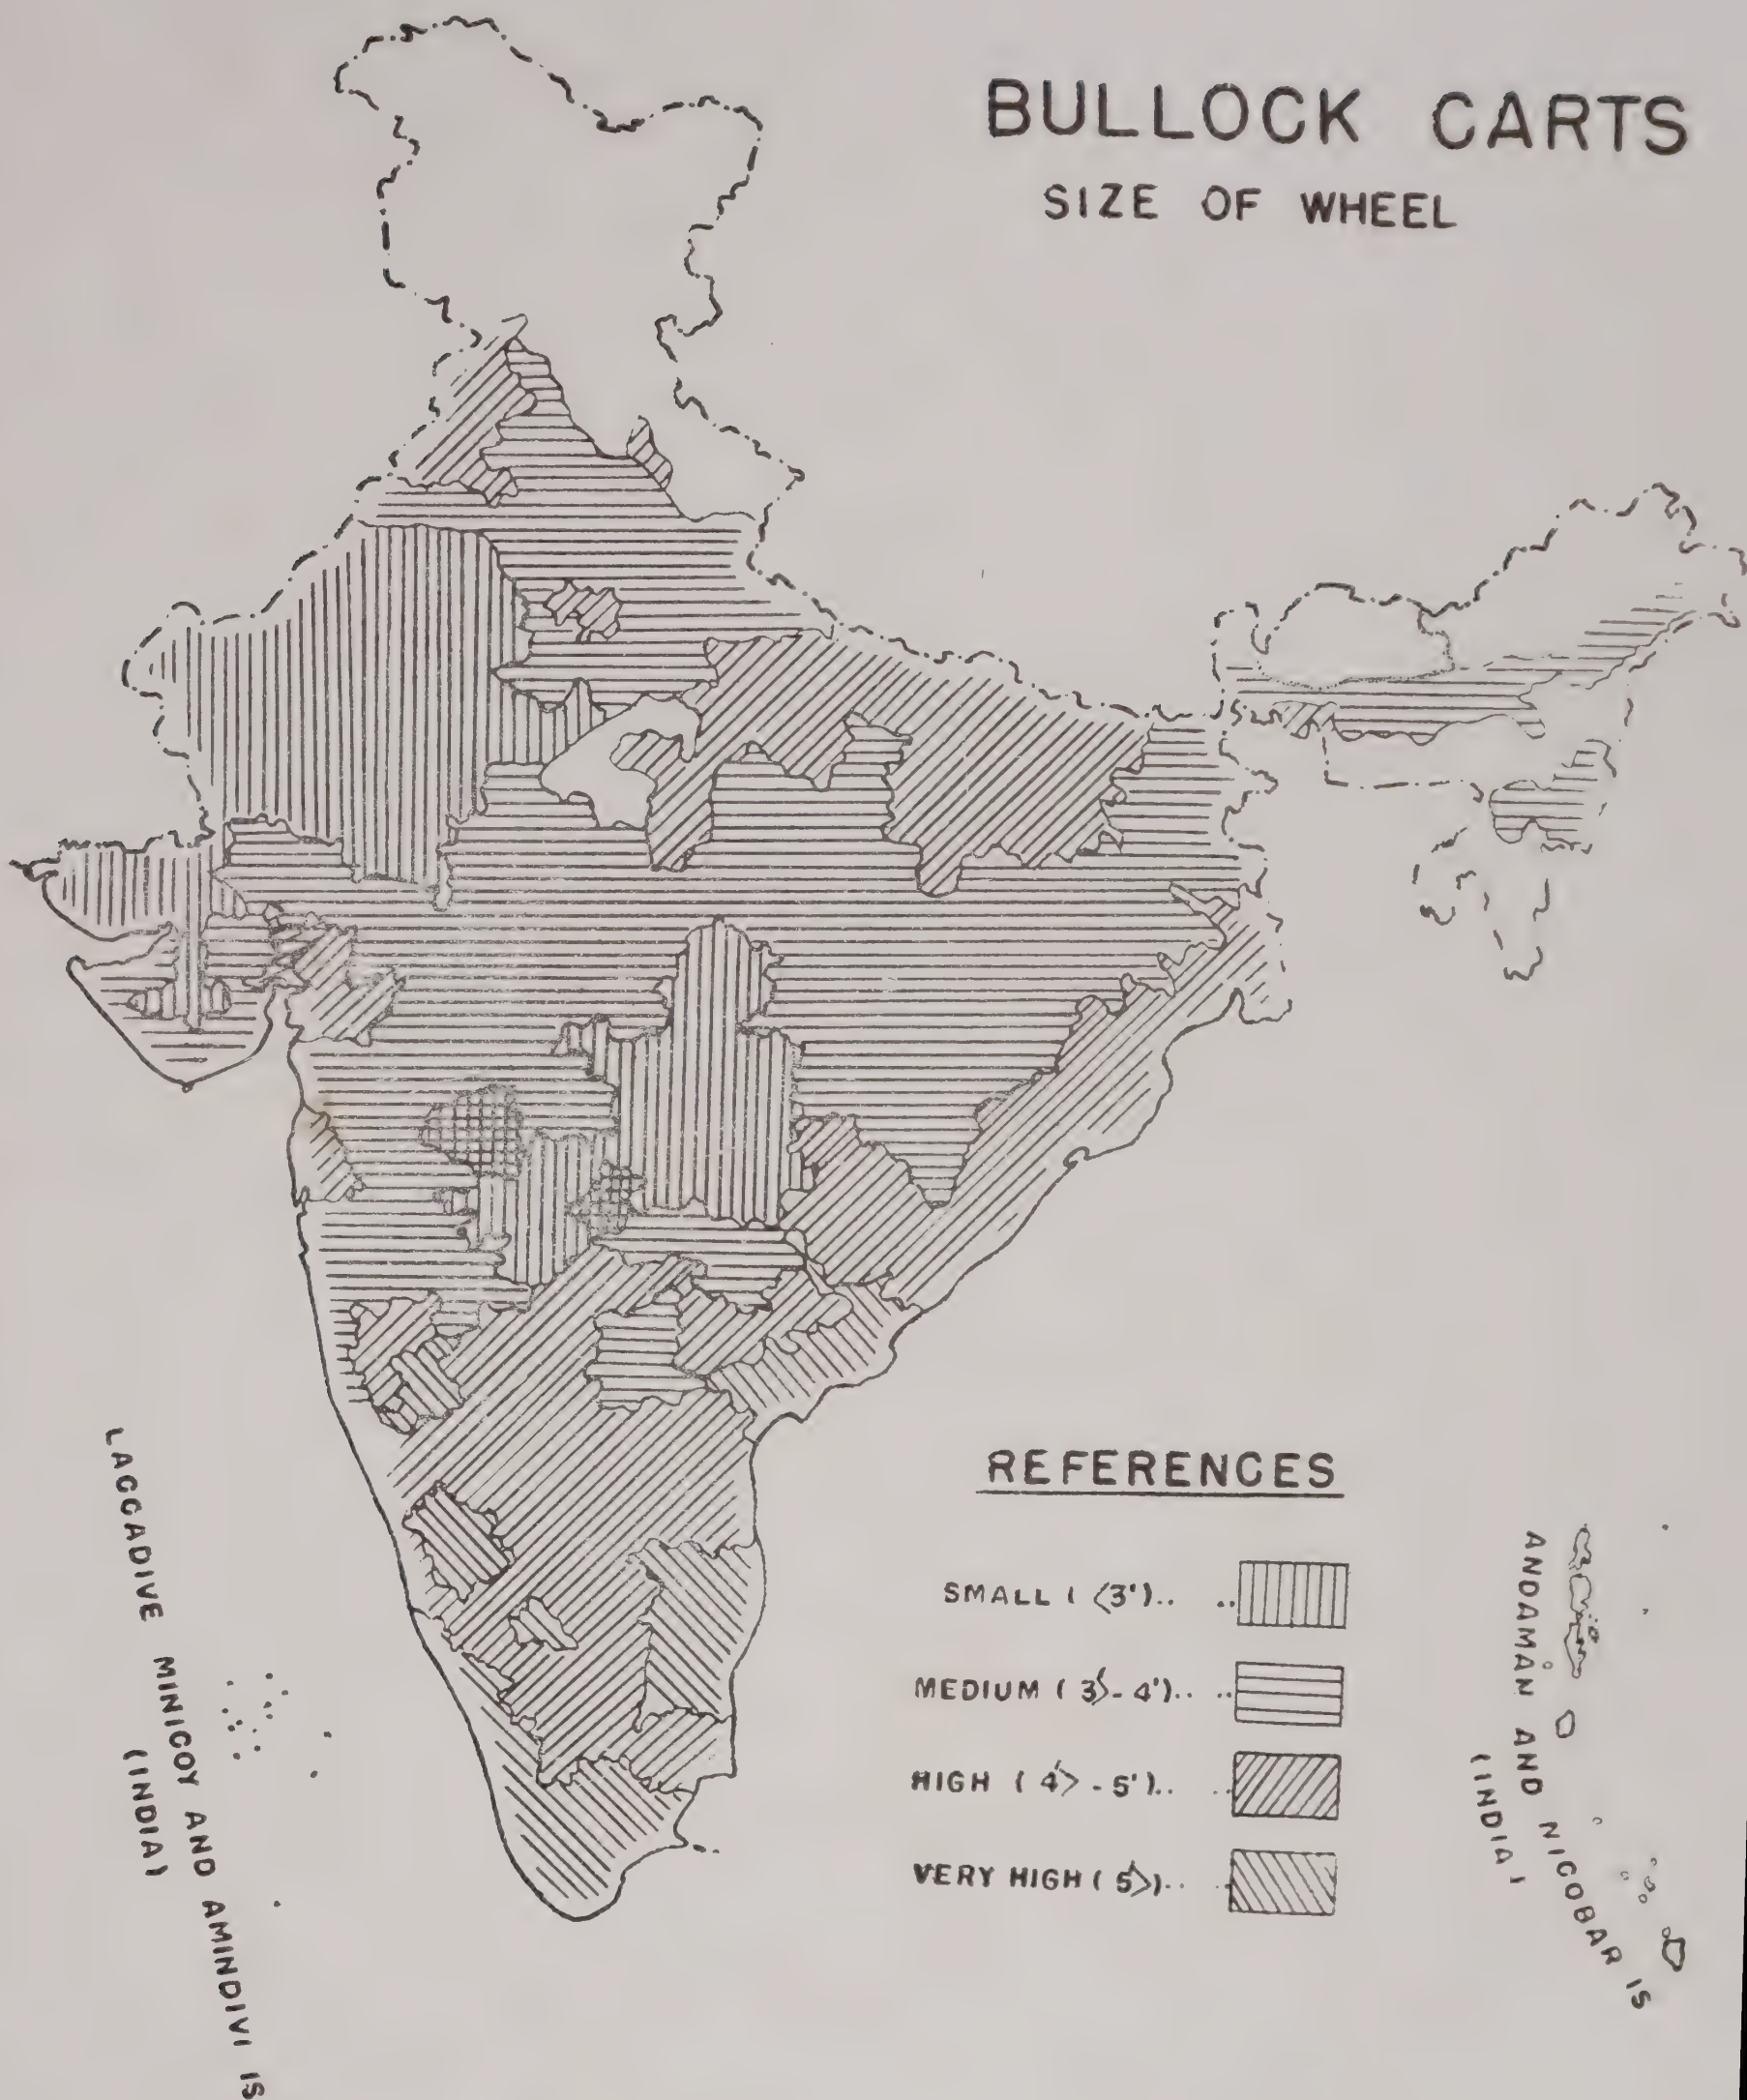 BULLOCK CARTS
SIZE OF WHEEL
REFERENCES
SMALL ( <3')..
MEDIUM ( 3'>- 4')..
HIGH ( 4'> - 5')..
VERY HIGH ( 5'>)..
LACCADIVE MINICOY AND AMINDIVI IS
(INDIA)
ANDAMAN AND NICOBAR IS
(INDIA)